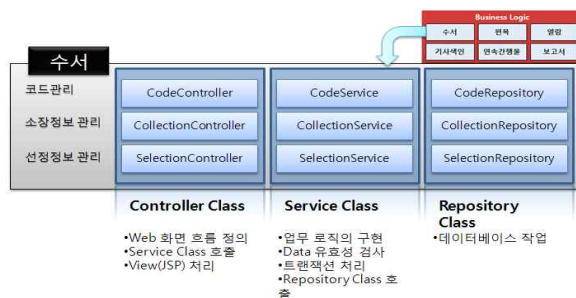 Business Logic
수서 편목 열람
기사색인 연속간행물 보고서
수서
코드관리 CodeController CodeService CodeRepository
소장정보 관리 CollectionController CollectionService CollectionRepository
선정정보 관리 SelectionController SelectionService SelectionRepository
Controller Class
•Web 화면 흐름 정의
•Service Class 호출
•View(JSP) 처리
Service Class
•업무 로직의 구현
•Data 유효성 검사
•트랜잭션 처리
•Repository Class 호
출
Repository
Class
•데이터베이스 작업